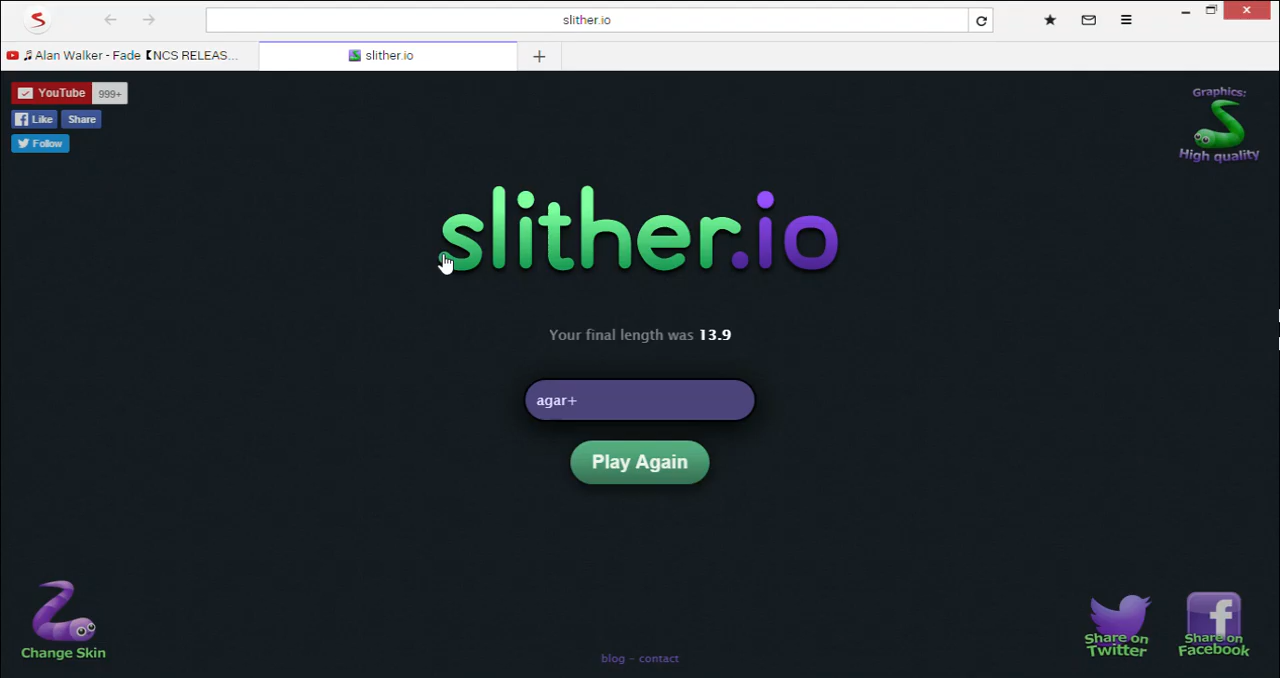 slither.io
♫ Alan Walker - Fade【NCS RELEAS...
slither.io
YouTube 999+
Like Share
Follow
Graphics:
High quality
slither.io
Your final length was 13.9
agar+
Play Again
Change Skin
Share on
Twitter
Share on
Facebook
blog - contact